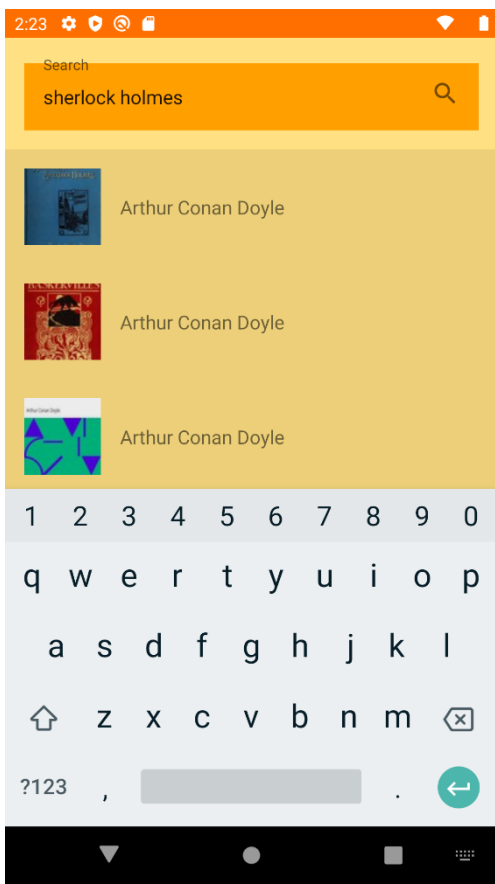 2:23
Search
sherlock holmes
Arthur Conan Doyle
BASKERVILLES
Arthur Conan Doyle
Arthur Conan Doyle
Arthur Conan Doyle
1 2 3 4 5 6 7 8 9 0
q w e r t y u i o p
a s d f g h j k l
z x c v b n m
?123 , .